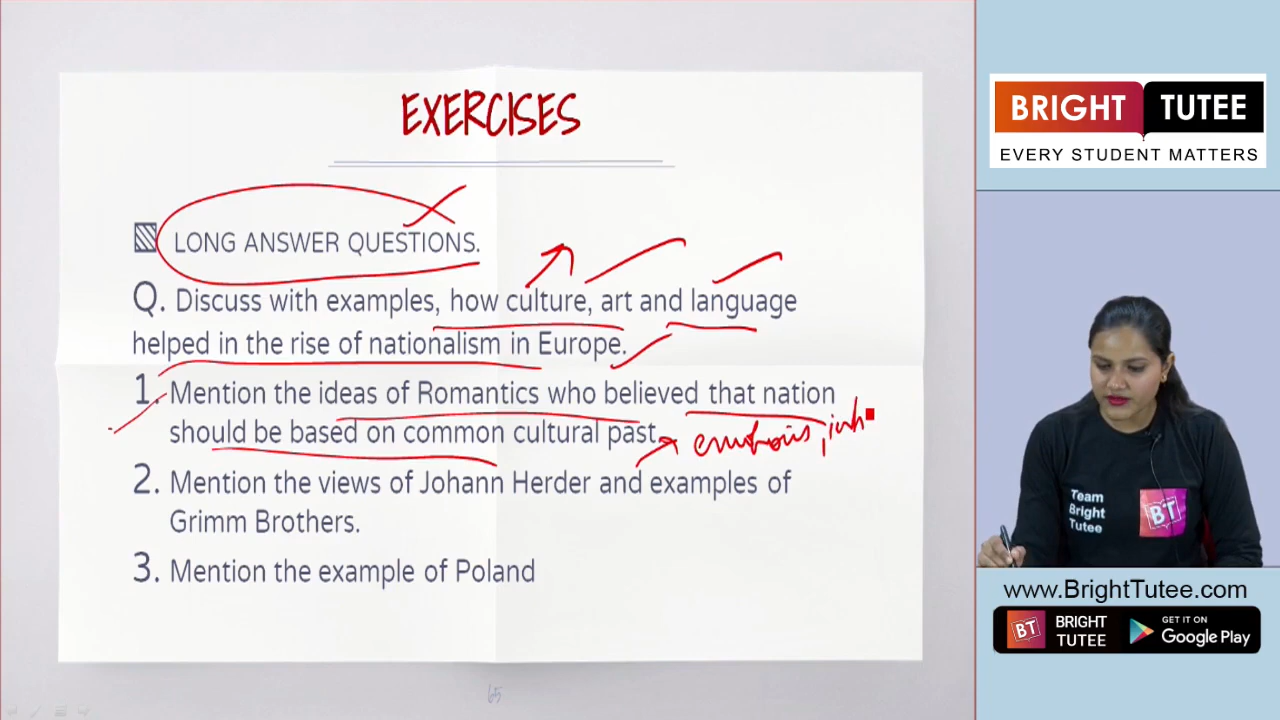 EXERCISES
LONG ANSWER QUESTIONS.
Q. Discuss with examples, how culture, art and language
helped in the rise of nationalism in Europe.
1. Mention the ideas of Romantics who believed that nation
should be based on common cultural past
emotions,
2. Mention the views of Johann Herder and examples of
Grimm Brothers.
3. Mention the example of Poland
65
BRIGHT TUTEE
EVERY STUDENT MATTERS
Team
Bright
Tutee
BT
www.BrightTutee.com
BT BRIGHT TUTEE
GET IT ON
Google Play